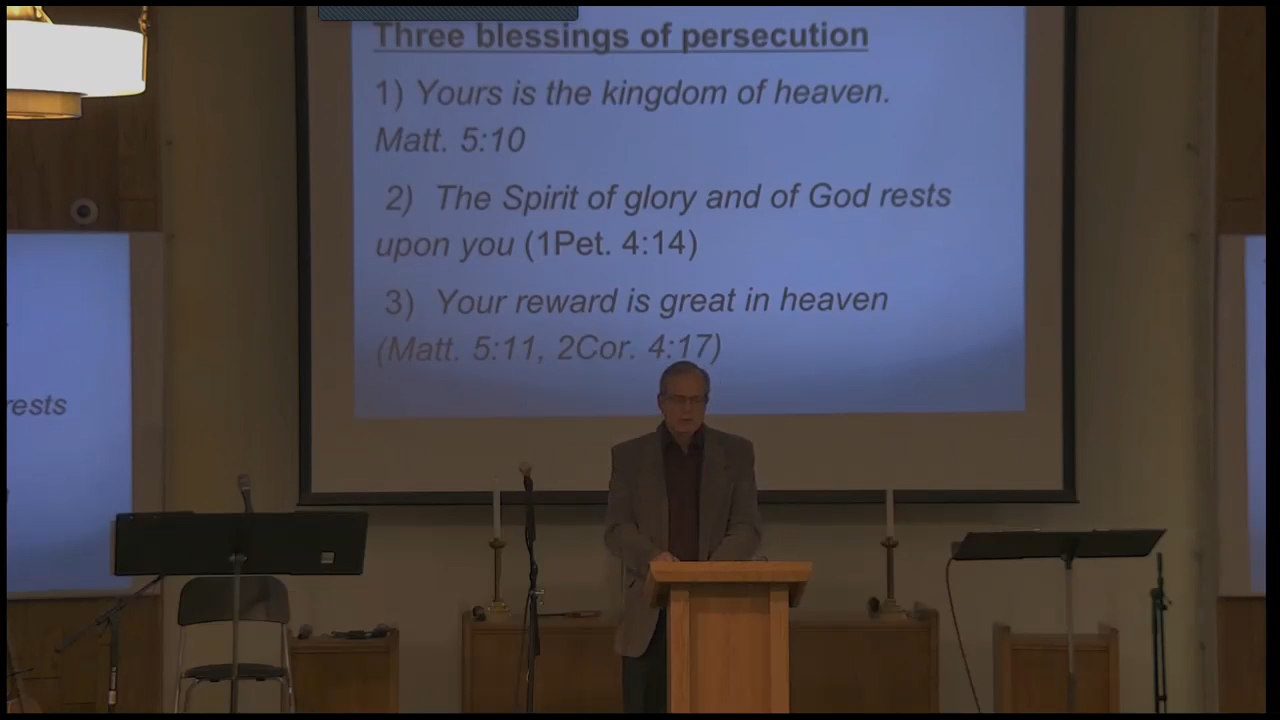 Three blessings of persecution
1) Yours is the kingdom of heaven.
Matt. 5:10
2) The Spirit of glory and of God rests
upon you (1Pet. 4:14)
3) Your reward is great in heaven
(Matt. 5:11, 2Cor. 4:17)
rests